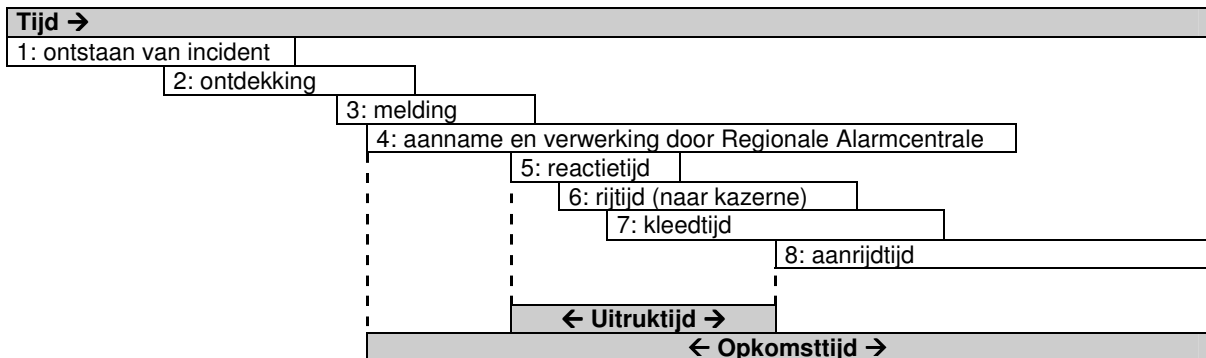 Tijd →
1: ontstaan van incident
2: ontdekking
3: melding
4: aanname en verwerking door Regionale Alarmcentrale
5: reactietijd
6: rijtijd (naar kazerne)
7: kleedtijd
8: aanrijdtijd
← Uitruktijd →
← Opkomsttijd →